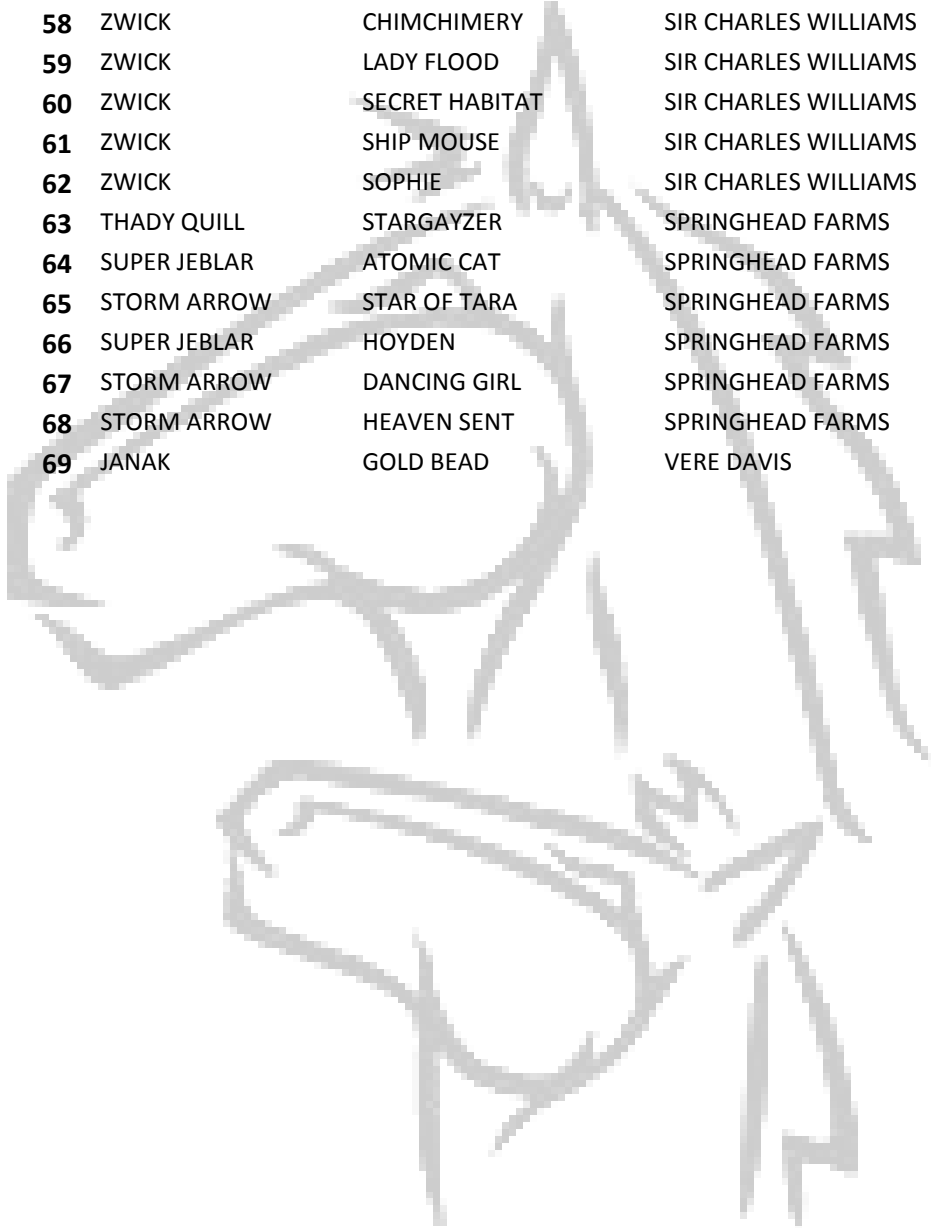 58 ZWICK CHIMCHIMERY SIR CHARLES WILLIAMS
59 ZWICK LADY FLOOD SIR CHARLES WILLIAMS
60 ZWICK SECRET HABITAT SIR CHARLES WILLIAMS
61 ZWICK SHIP MOUSE SIR CHARLES WILLIAMS
62 ZWICK SOPHIE SIR CHARLES WILLIAMS
63 THADY QUILL STARGAYZER SPRINGHEAD FARMS
64 SUPER JEBLAR ATOMIC CAT SPRINGHEAD FARMS
65 STORM ARROW STAR OF TARA SPRINGHEAD FARMS
66 SUPER JEBLAR HOYDEN SPRINGHEAD FARMS
67 STORM ARROW DANCING GIRL SPRINGHEAD FARMS
68 STORM ARROW HEAVEN SENT SPRINGHEAD FARMS
69 JANAK GOLD BEAD VERE DAVIS